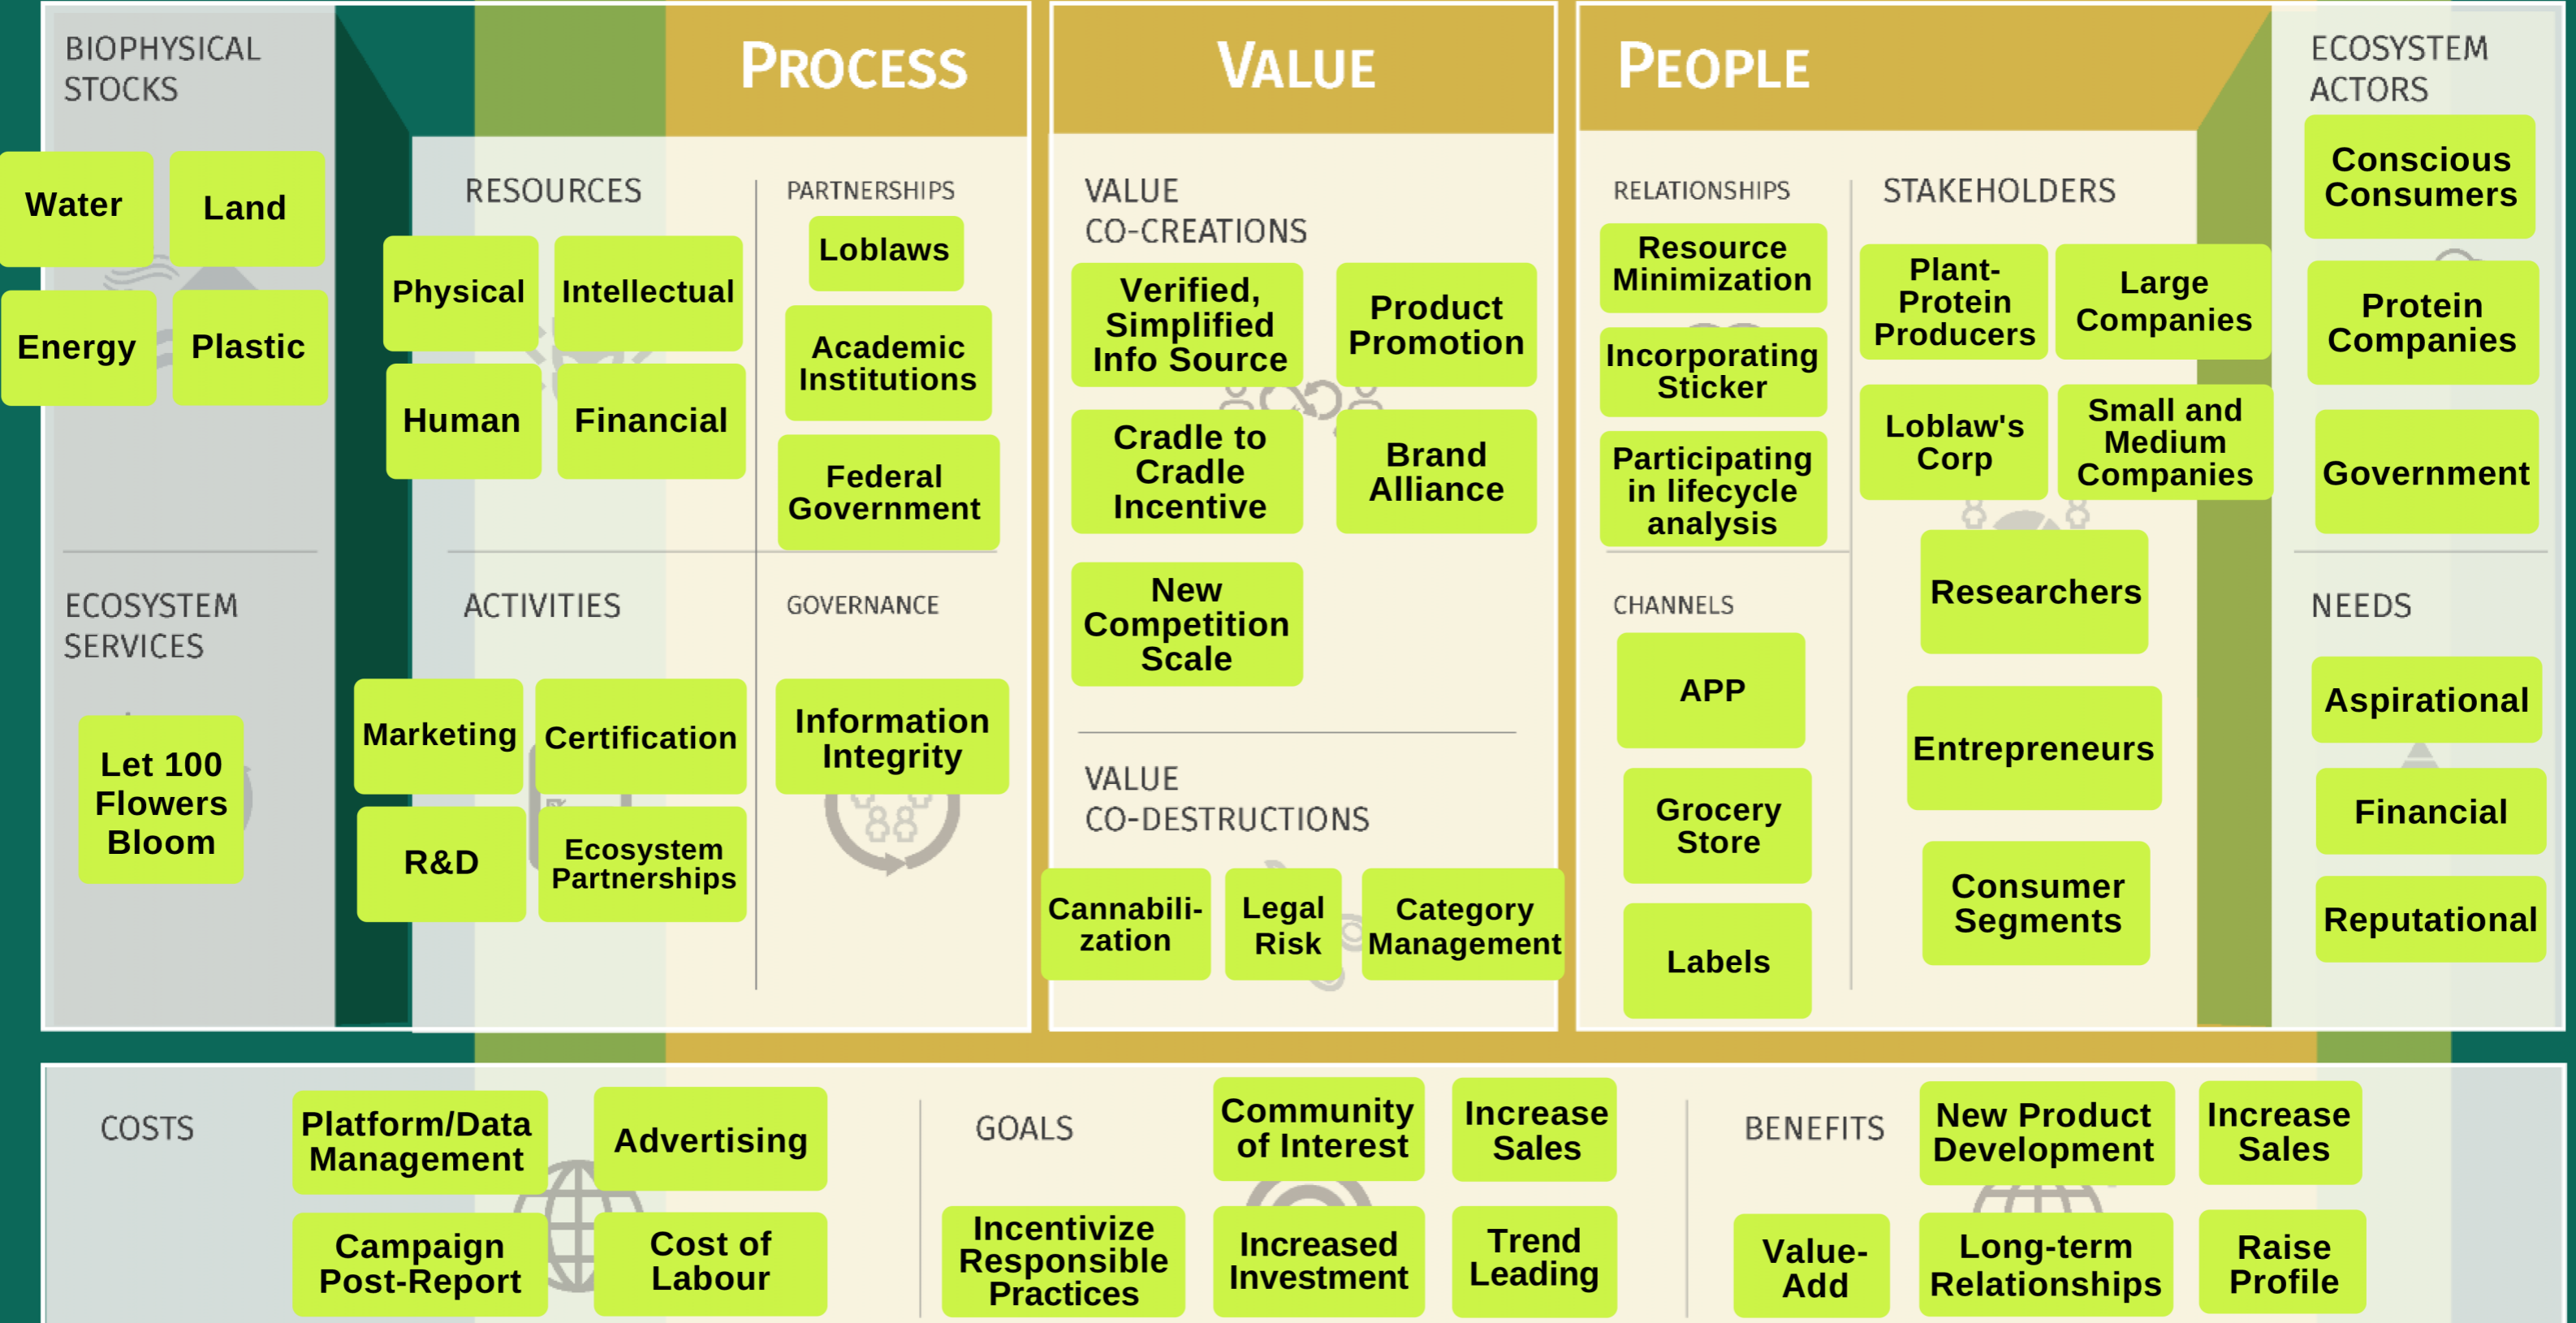 BIOPHYSICAL
STOCKS
Water
Land
Energy
Plastic
ECOSYSTEM
SERVICES
Let 100
Flowers
Bloom
PROCESS
RESOURCES
Physical
Intellectual
Human
Financial
PARTNERSHIPS
Loblaws
Academic
Institutions
Federal
Government
ACTIVITIES
Marketing
Certification
R&D
Ecosystem
Partnerships
GOVERNANCE
Information
Integrity
VALUE
VALUE
CO-CREATIONS
Verified,
Simplified
Info Source
Product
Promotion
Cradle to
Cradle
Incentive
Brand
Alliance
New
Competition
Scale
VALUE
CO-DESTRUCTIONS
Cannabili-
zation
Legal
Risk
Category
Management
PEOPLE
RELATIONSHIPS
Resource
Minimization
Incorporating
Sticker
Participating
in lifecycle
analysis
CHANNELS
APP
Grocery
Store
Labels
STAKEHOLDERS
Plant-
Protein
Producers
Large
Companies
Loblaw's
Corp
Small and
Medium
Companies
Researchers
Entrepreneurs
Consumer
Segments
ECOSYSTEM
ACTORS
Conscious
Consumers
Protein
Companies
Government
NEEDS
Aspirational
Financial
Reputational
COSTS
Platform/Data
Management
Advertising
Campaign
Post-Report
Cost of
Labour
GOALS
Community
of Interest
Increase
Sales
Incentivize
Responsible
Practices
Increased
Investment
Trend
Leading
BENEFITS
New Product
Development
Increase
Sales
Value-
Add
Long-term
Relationships
Raise
Profile